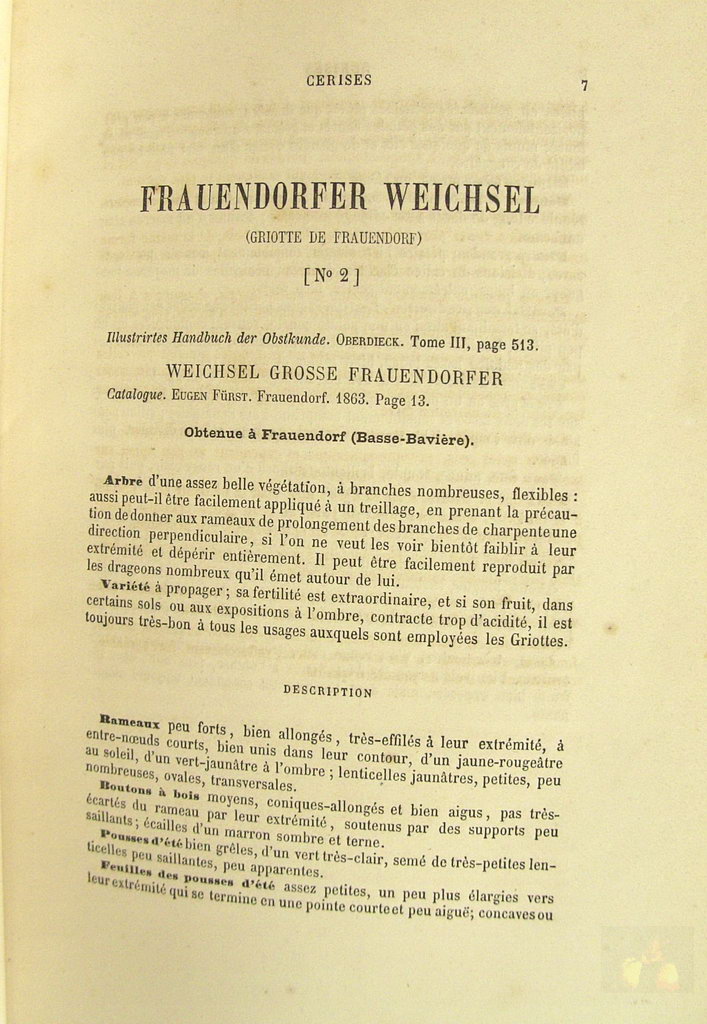 CERISES
7
FRAUENDORFER WEICHSEL
(GRIOTTE DE FRAUENDORF)
[ Nº 2 ]
Illustrirtes Handbuch der Obstkunde. OBERDIECK. Tome III, page 513.
WEICHSEL GROSSE FRAUENDORFER
Catalogue. EUGEN FÜRST. Frauendorf. 1863. Page 13.
Obtenue à Frauendorf (Basse-Bavière).
Arbre d'une assez belle végétation, à branches nombreuses, flexibles :
aussi peut-il être facilement appliqué à un treillage, en prenant la précau-
tion de donner aux rameaux de prolongement des branches de charpente une
direction perpendiculaire, si l'on ne veut les voir bientôt faiblir à leur
extrémité et dépérir entièrement. Il peut être facilement reproduit par
les drageons nombreux qu'il émet autour de lui.
Variété à propager ; sa fertilité est extraordinaire, et si son fruit, dans
certains sols ou aux expositions à l'ombre, contracte trop d'acidité, il est
toujours très-bon à tous les usages auxquels sont employées les Griottes.
DESCRIPTION
Rameaux peu forts, bien allongés, très-effilés à leur extrémité, à
entre-nœuds courts, bien unis dans leur contour, d'un jaune-rougeâtre
au soleil, d'un vert-jaunâtre à l'ombre ; lenticelles jaunâtres, petites, peu
nombreuses, ovales, transversales.
Boutons à bois moyens, coniques-allongés et bien aigus, pas très-
écartés du rameau par leur extrémité, soutenus par des supports peu
saillants ; écailles d'un marron sombre et terne.
Pousses d'été bien grêles, d'un vert très-clair, semé de très-petites len-
ticelles peu saillantes, peu apparentes.
Feuilles des pousses d'été assez petites, un peu plus élargies vers
leur extrémité qui se termine en une pointe courte et peu aiguë; concaves ou